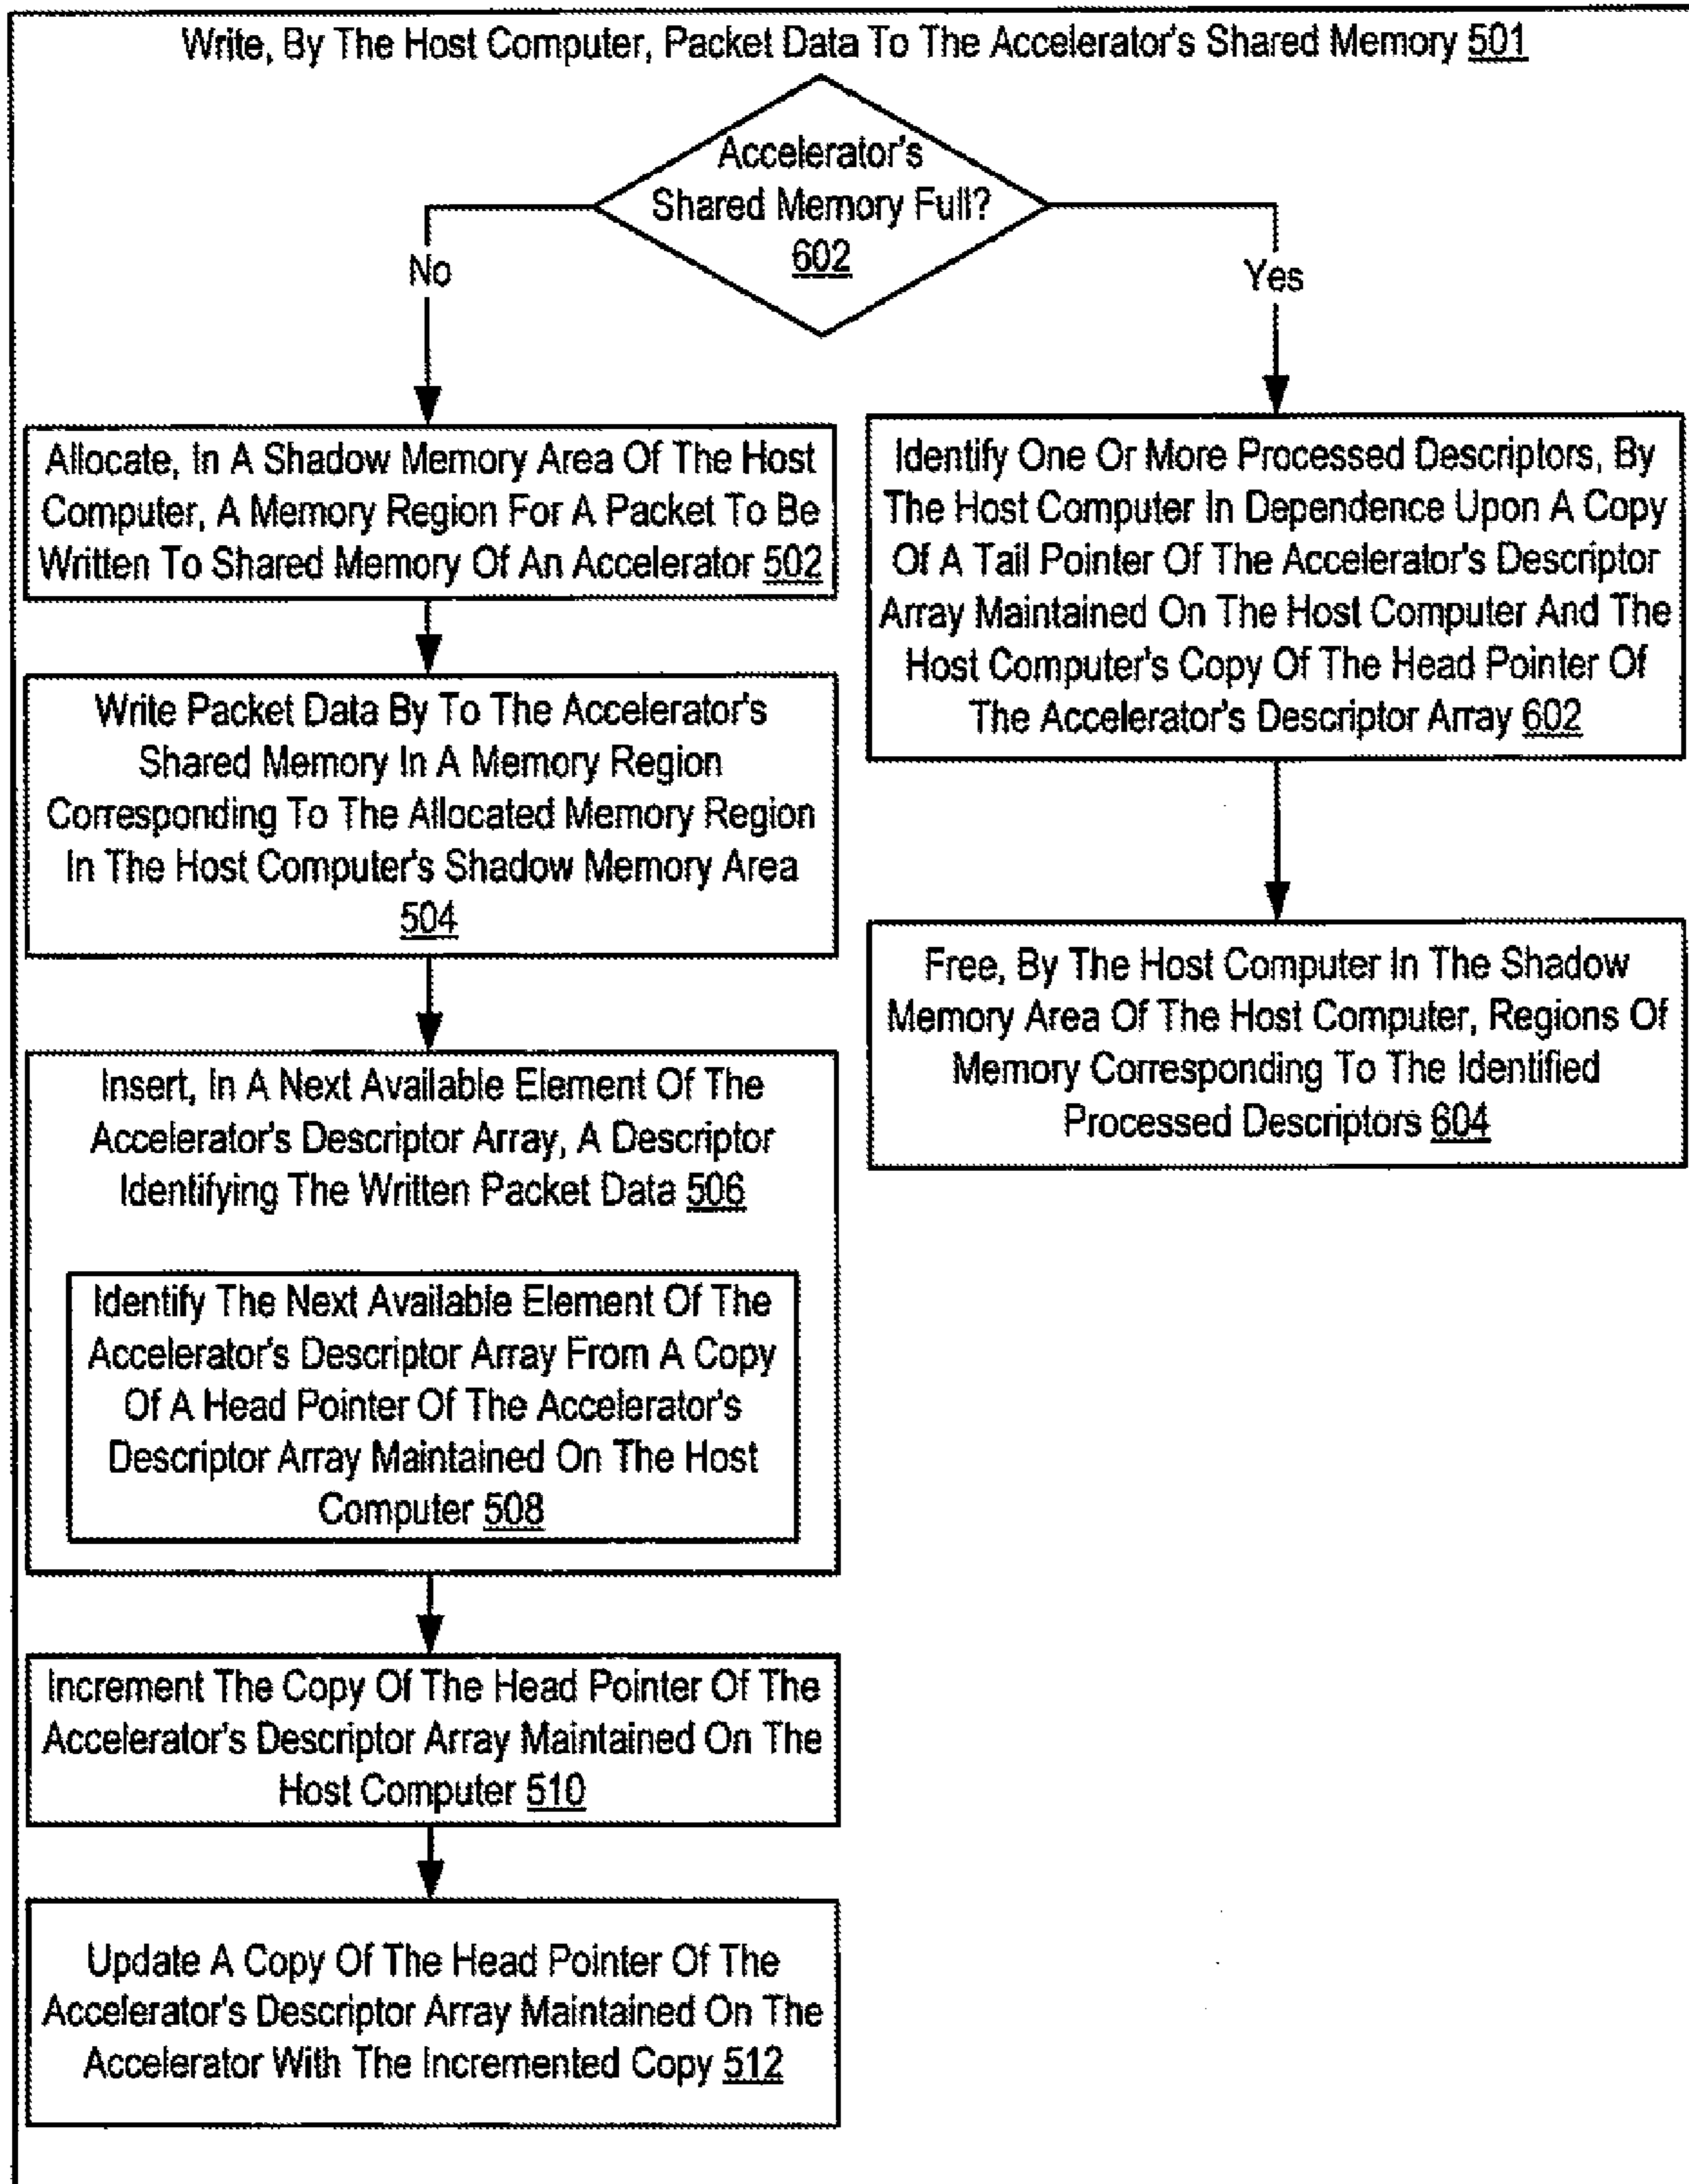 Write, By The Host Computer, Packet Data To The Accelerator's Shared Memory 501
Accelerator's
Shared Memory Full?
602
No
Yes
Allocate, In A Shadow Memory Area Of The Host
Computer, A Memory Region For A Packet To Be
Written To Shared Memory Of An Accelerator 502
Write Packet Data By To The Accelerator's
Shared Memory In A Memory Region
Corresponding To The Allocated Memory Region
In The Host Computer's Shadow Memory Area
504
Insert, In A Next Available Element Of The
Accelerator's Descriptor Array, A Descriptor
Identifying The Written Packet Data 506
Identify The Next Available Element Of The
Accelerator's Descriptor Array From A Copy
Of A Head Pointer Of The Accelerator's
Descriptor Array Maintained On The Host
Computer 508
Increment The Copy Of The Head Pointer Of The
Accelerator's Descriptor Array Maintained On The
Host Computer 510
Update A Copy Of The Head Pointer Of The
Accelerator's Descriptor Array Maintained On The
Accelerator With The Incremented Copy 512
Identify One Or More Processed Descriptors, By
The Host Computer In Dependence Upon A Copy
Of A Tail Pointer Of The Accelerator's Descriptor
Array Maintained On The Host Computer And The
Host Computer's Copy Of The Head Pointer Of
The Accelerator's Descriptor Array 602
Free, By The Host Computer In The Shadow
Memory Area Of The Host Computer, Regions Of
Memory Corresponding To The Identified
Processed Descriptors 604